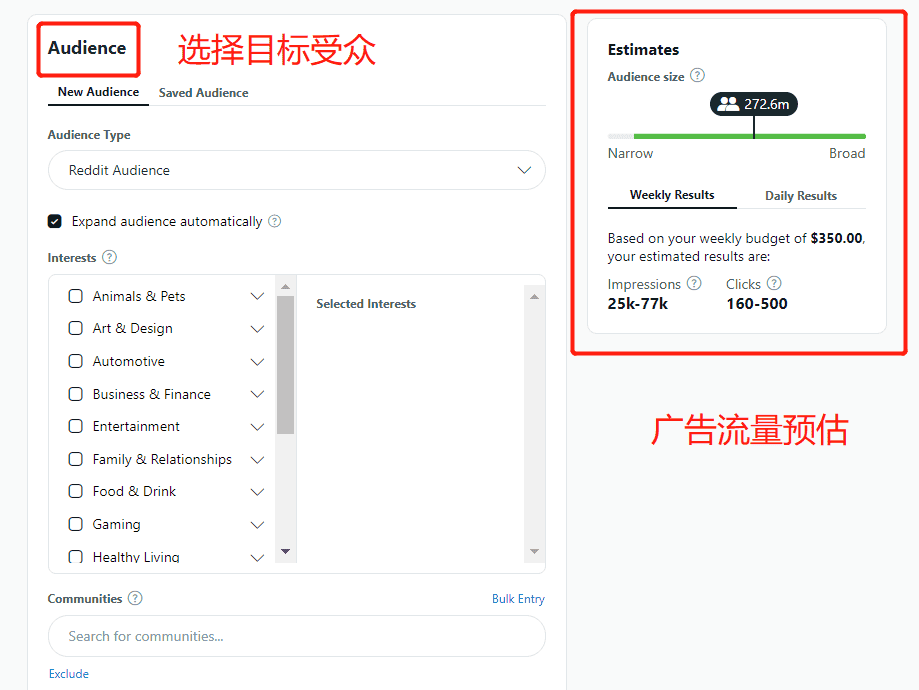 Audience
选择目标受众
New Audience Saved Audience
Audience Type
Reddit Audience
Expand audience automatically ?
Interests ?
Animals & Pets
Art & Design
Automotive
Business & Finance
Entertainment
Family & Relationships
Food & Drink
Gaming
Healthy Living
Selected Interests
Communities ?
Bulk Entry
Search for communities...
Exclude
Estimates
Audience size ?
272.6m
Narrow Broad
Weekly Results Daily Results
Based on your weekly budget of $350.00,
your estimated results are:
Impressions ? Clicks ?
25k-77k 160-500
广告流量预估